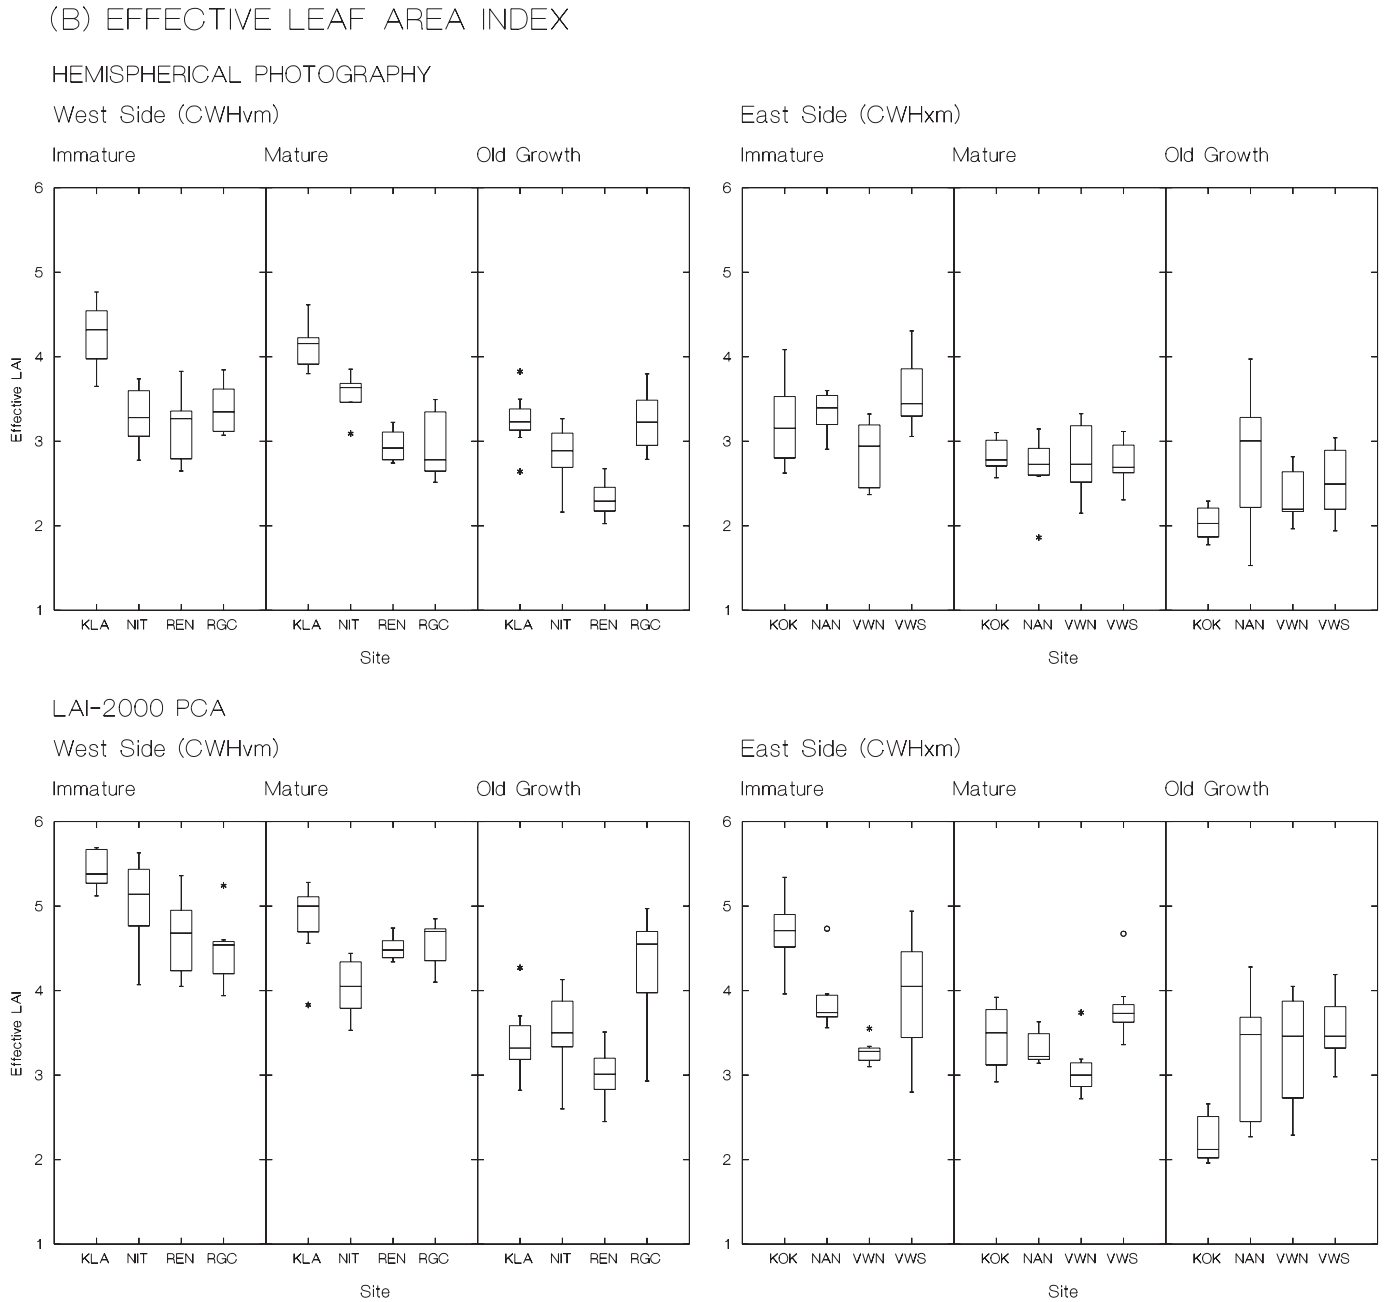 (B) EFFECTIVE LEAF AREA INDEX
HEMISPHERICAL PHOTOGRAPHY
West Side (CWHvm)
Immature Mature Old Growth
6
5
4
3
2
1
Effective LAI
KLA NIT REN RGC KLA NIT REN RGC KLA NIT REN RGC
Site
East Side (CWHxm)
Immature Mature Old Growth
6
5
4
3
2
1
KOK NAN VWN VWS KOK NAN VWN VWS KOK NAN VWN VWS
Site
LAI-2000 PCA
West Side (CWHvm)
Immature Mature Old Growth
6
5
4
3
2
1
Effective LAI
KLA NIT REN RGC KLA NIT REN RGC KLA NIT REN RGC
Site
East Side (CWHxm)
Immature Mature Old Growth
6
5
4
3
2
1
KOK NAN VWN VWS KOK NAN VWN VWS KOK NAN VWN VWS
Site